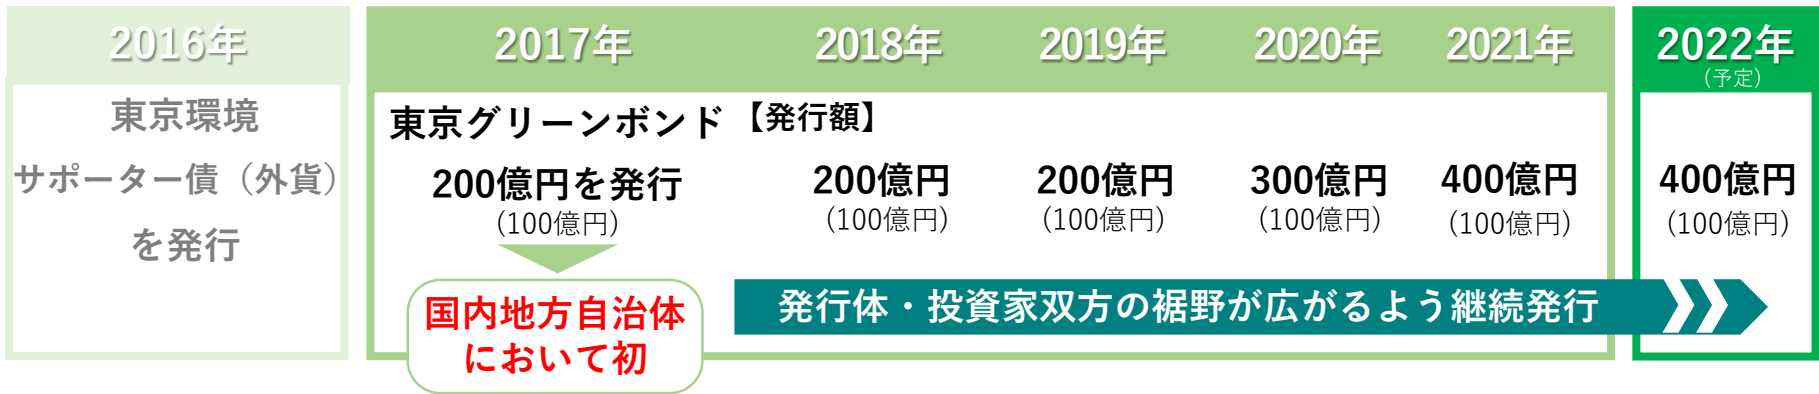 2016年
東京環境
サポーター債（外貨）
を発行
2017年 2018年 2019年 2020年 2021年
東京グリーンボンド【発行額】
200億円を発行 200億円 200億円 300億円 400億円
(100億円) (100億円) (100億円) (100億円) (100億円)
国内地方自治体
において初
発行体・投資家双方の裾野が広がるよう継続発行
2022年
(予定)
400億円
(100億円)